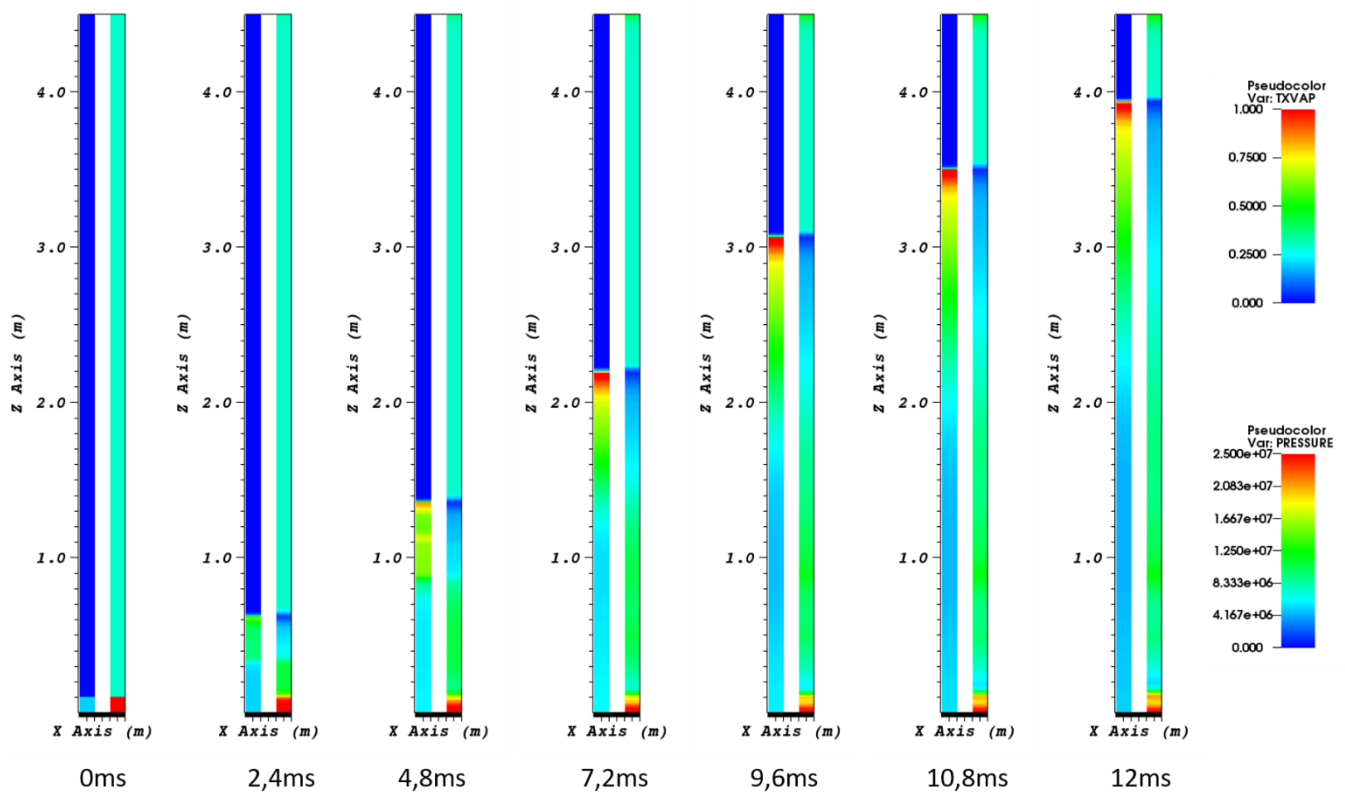 4.0
3.0
2.0
1.0
Z Axis (m)
X Axis (m)
0ms
4.0
3.0
2.0
1.0
Z Axis (m)
X Axis (m)
2,4ms
4.0
3.0
2.0
1.0
Z Axis (m)
X Axis (m)
4,8ms
4.0
3.0
2.0
1.0
Z Axis (m)
X Axis (m)
7,2ms
4.0
3.0
2.0
1.0
Z Axis (m)
X Axis (m)
9,6ms
4.0
3.0
2.0
1.0
Z Axis (m)
X Axis (m)
10,8ms
4.0
3.0
2.0
1.0
Z Axis (m)
X Axis (m)
12ms
Pseudocolor
Var: TXVAP
1.000
0.7500
0.5000
0.2500
0.000
Pseudocolor
Var: PRESSURE
2.500e+07
2.083e+07
1.667e+07
1.250e+07
8.333e+06
4.167e+06
0.000